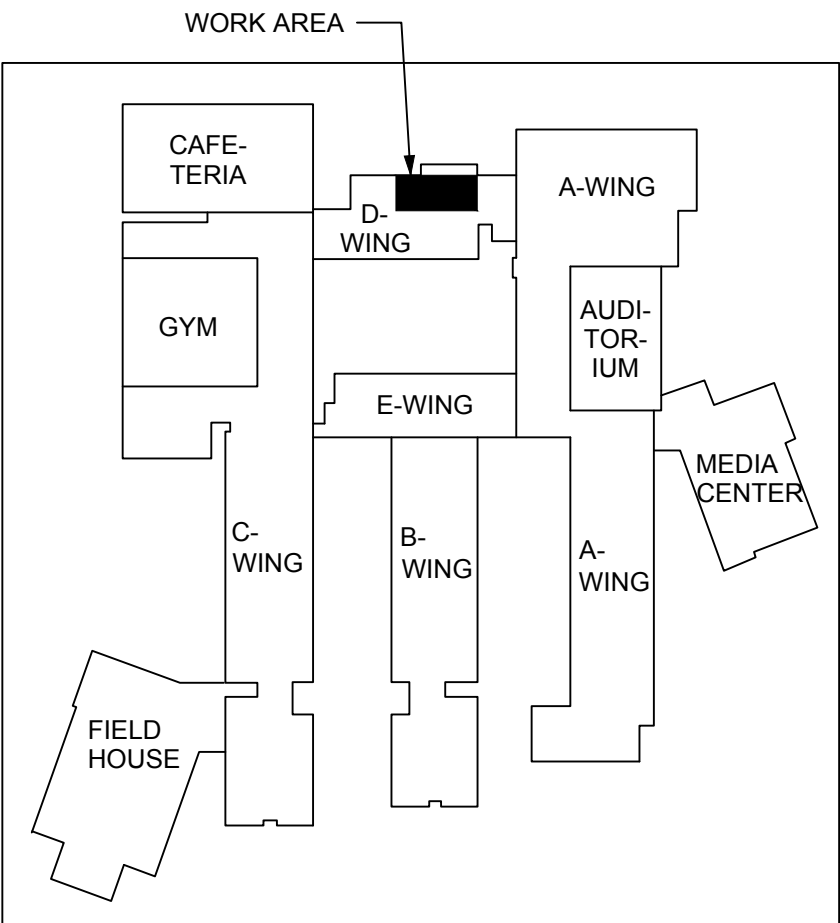 WORK AREA
CAFE-
TERIA
A-WING
D-
WING
GYM
AUDI-
TOR-
IUM
E-WING
MEDIA
CENTER
C-
WING
B-
WING
A-
WING
FIELD
HOUSE